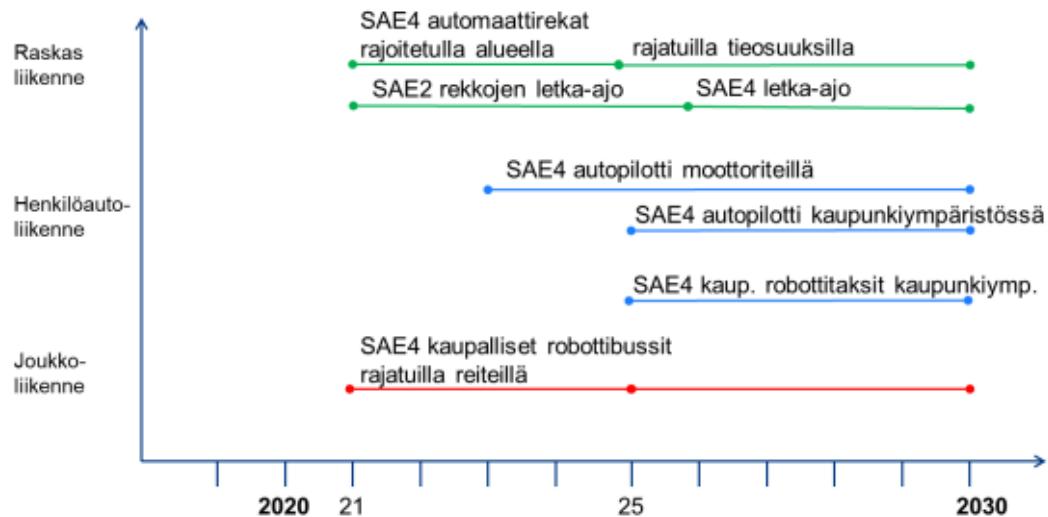 SAE4 automaattirekat
Raskas
liikenne
rajoitetulla alueella
rajatuilla tieosuuksilla
SAE2 rekkojen letka-ajo
SAE4 letka-ajo
SAE4 autopilotti moottoriteillä
Henkilöauto-
liikenne
SAE4 autopilotti kaupunkiympäristössä
SAE4 kaup. robottitaksit kaupunkiymp.
Joukko-
liikenne
SAE4 kaupalliset robottibussit
rajatuilla reiteillä
2020 21 25 2030